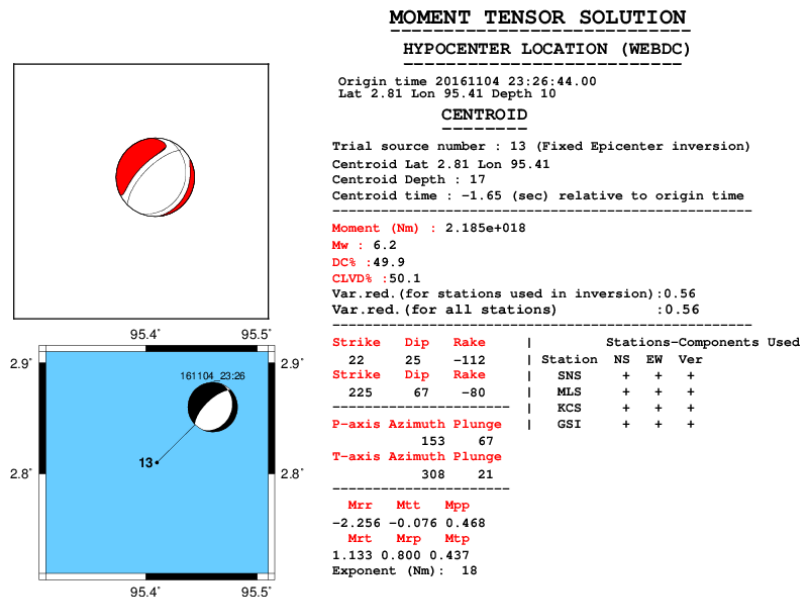 MOMENT TENSOR SOLUTION
HYPOCENTER LOCATION (WEBDC)
Origin time 20161104 23:26:44.00
Lat 2.81 Lon 95.41 Depth 10
CENTROID
Trial source number : 13 (Fixed Epicenter inversion)
Centroid Lat 2.81 Lon 95.41
Centroid Depth : 17
Centroid time : -1.65 (sec) relative to origin time
Moment (Nm) : 2.185e+018
Mw : 6.2
DC% :49.9
CLVD% :50.1
Var.red.(for stations used in inversion):0.56
Var.red.(for all stations) :0.56
Strike Dip Rake
22 25 -112
Strike Dip Rake
225 67 -80
P-axis Azimuth Plunge
153 67
T-axis Azimuth Plunge
308 21
Mrr Mtt Mpp
-2.256 -0.076 0.468
Mrt Mrp Mtp
1.133 0.800 0.437
Exponent (Nm): 18
| Stations-Components Used
| Station NS EW Ver
| SNS + + +
| MLS + + +
| KCS + + +
| GSI + + +
95.4° 95.5°
2.9° 2.9°
161104_23:26
13
2.8° 2.8°
95.4° 95.5°